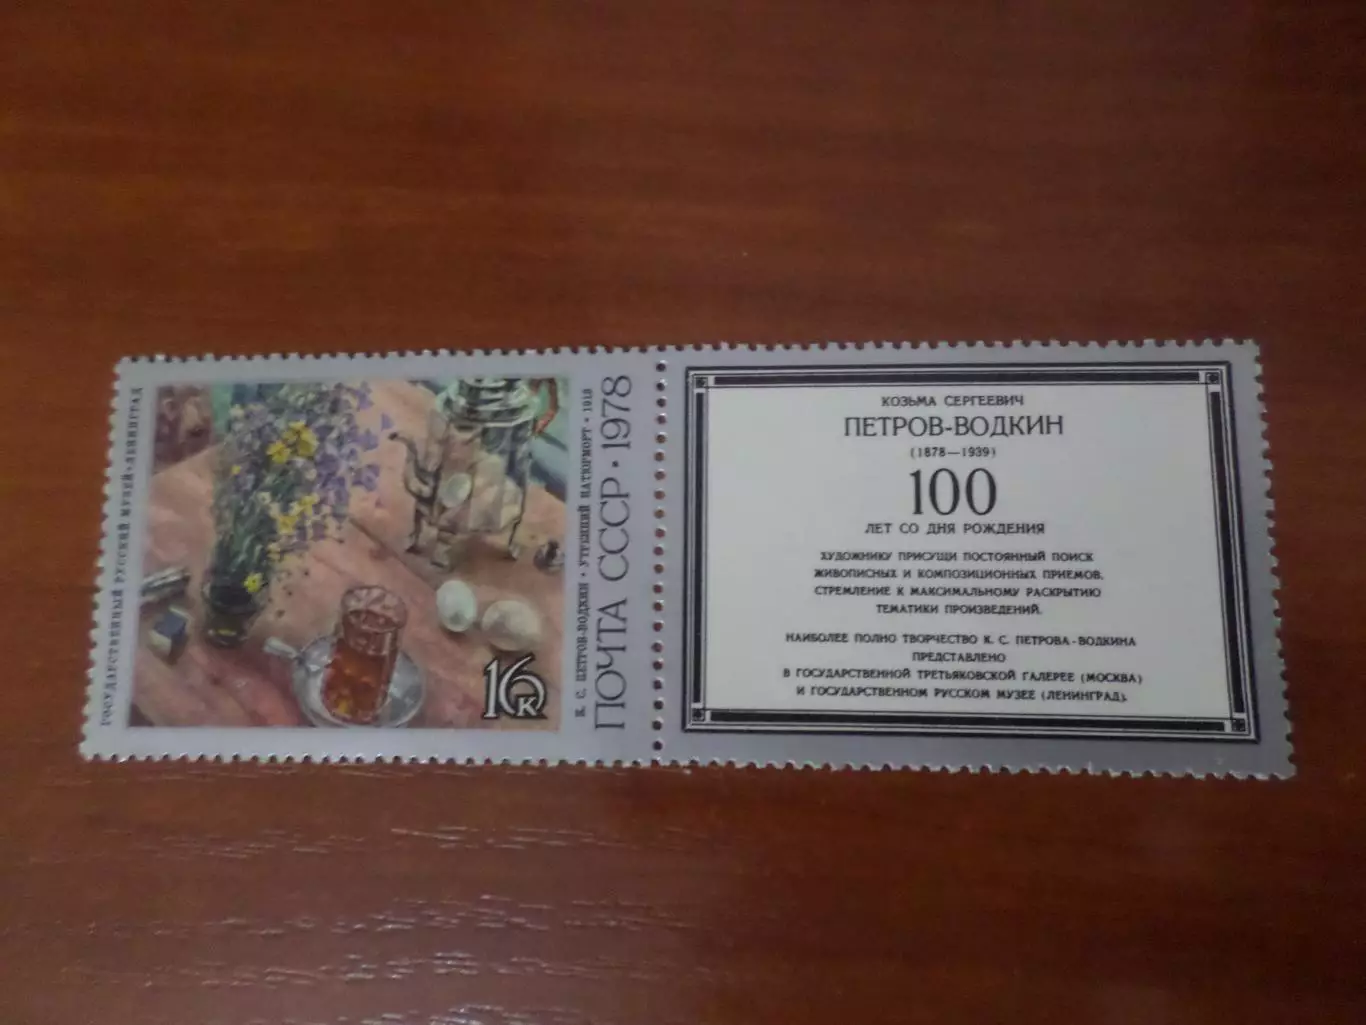 ГОСУДАРСТВЕННЫЙ РУССКИЙ МУЗЕЙ • ЛЕНИНГРАД
16 К
К. С. ПЕТРОВ-ВОДКИН • УТРЕННИЙ НАТЮРМОРТ • 1918
ПОЧТА СССР • 1978
КОЗЬМА СЕРГЕЕВИЧ
ПЕТРОВ-ВОДКИН
(1878—1939)
100
ЛЕТ СО ДНЯ РОЖДЕНИЯ
ХУДОЖНИКУ ПРИСУЩИ ПОСТОЯННЫЙ ПОИСК
ЖИВОПИСНЫХ И КОМПОЗИЦИОННЫХ ПРИЕМОВ,
СТРЕМЛЕНИЕ К МАКСИМАЛЬНОМУ РАСКРЫТИЮ
ТЕМАТИКИ ПРОИЗВЕДЕНИЙ.
НАИБОЛЕЕ ПОЛНО ТВОРЧЕСТВО К. С. ПЕТРОВА-ВОДКИНА
ПРЕДСТАВЛЕНО
В ГОСУДАРСТВЕННОЙ ТРЕТЬЯКОВСКОЙ ГАЛЕРЕЕ (МОСКВА)
И ГОСУДАРСТВЕННОМ РУССКОМ МУЗЕЕ (ЛЕНИНГРАД).